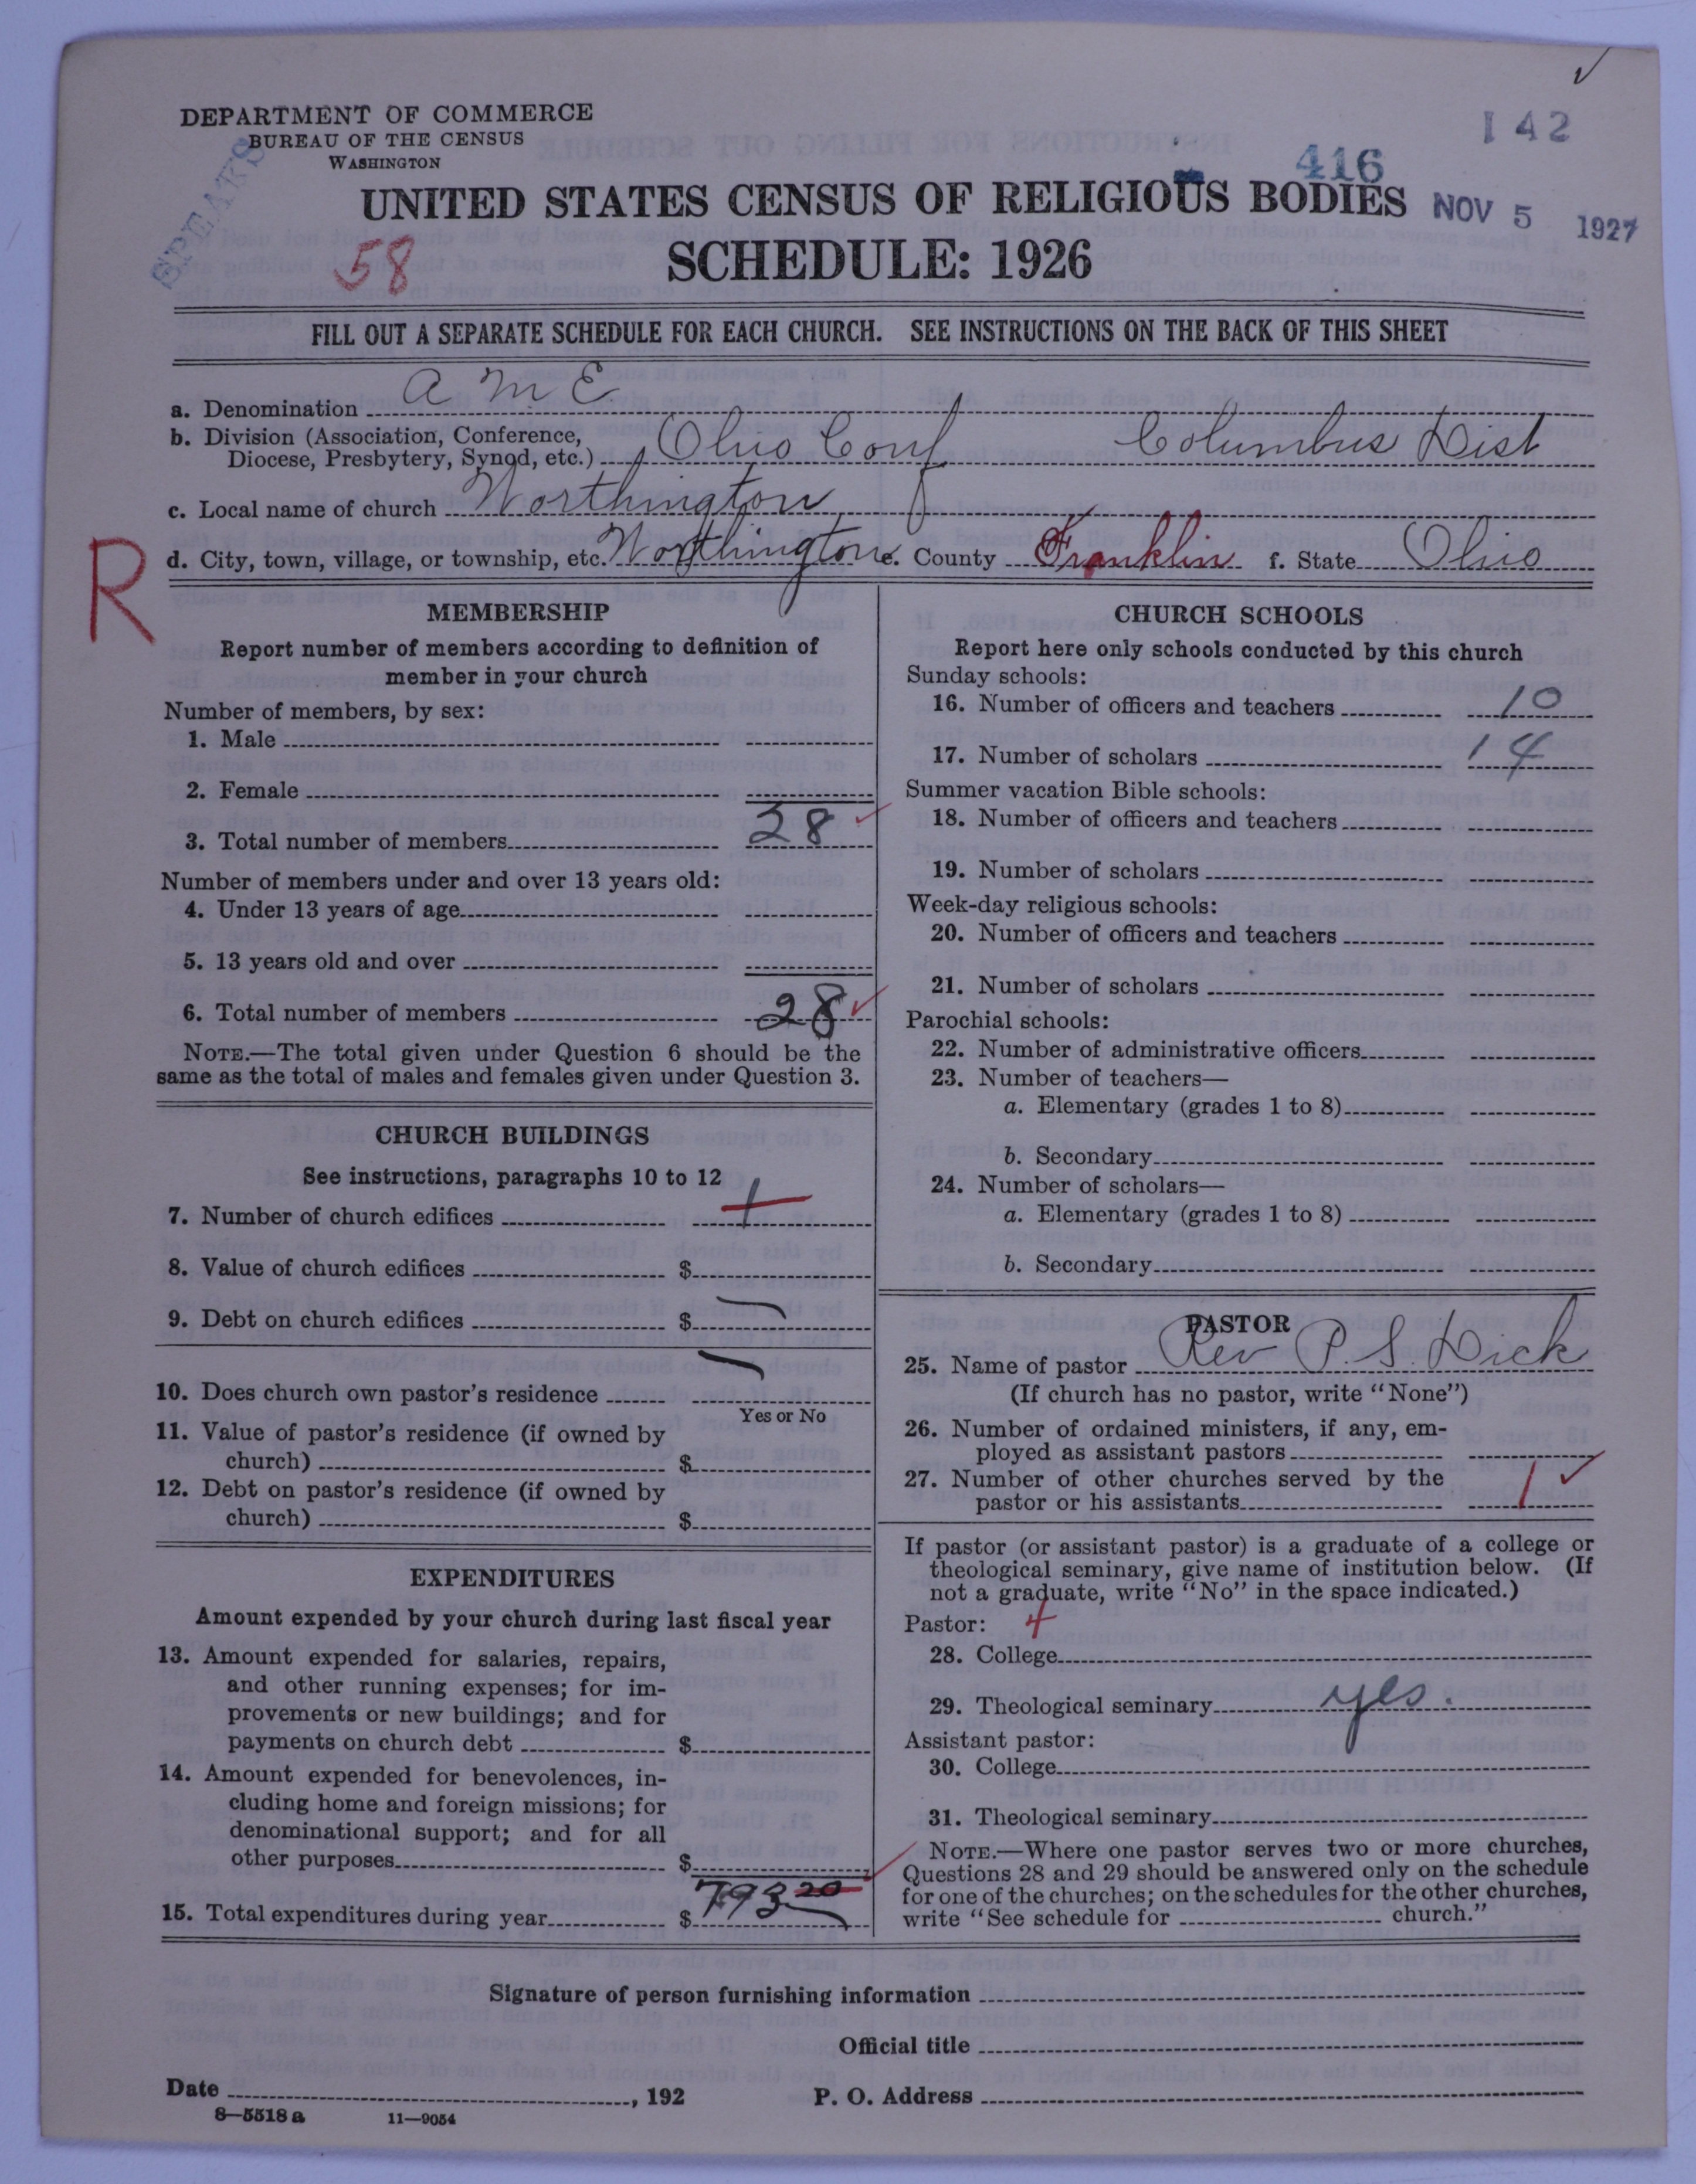 DEPARTMENT OF COMMERCE
BUREAU OF THE CENSUS
WASHINGTON
SPEAKS
142
416
UNITED STATES CENSUS OF RELIGIOUS BODIES
NOV 5 1927
58
SCHEDULE: 1926
FILL OUT A SEPARATE SCHEDULE FOR EACH CHURCH. SEE INSTRUCTIONS ON THE BACK OF THIS SHEET
a. Denomination A M E
b. Division (Association, Conference,
Diocese, Presbytery, Synod, etc.) Ohio Conf Columbus Dist
c. Local name of church Worthington
R
d. City, town, village, or township, etc. Worthington e. County Franklin f. State Ohio
MEMBERSHIP
Report number of members according to definition of
member in your church
Number of members, by sex:
1. Male
2. Female
3. Total number of members 28
Number of members under and over 13 years old:
4. Under 13 years of age
5. 13 years old and over
6. Total number of members 28
NOTE.—The total given under Question 6 should be the
same as the total of males and females given under Question 3.
CHURCH BUILDINGS
See instructions, paragraphs 10 to 12
7. Number of church edifices 1
8. Value of church edifices $
9. Debt on church edifices $
10. Does church own pastor's residence
Yes or No
11. Value of pastor's residence (if owned by
church) $
12. Debt on pastor's residence (if owned by
church) $
EXPENDITURES
Amount expended by your church during last fiscal year
13. Amount expended for salaries, repairs,
and other running expenses; for im-
provements or new buildings; and for
payments on church debt $
14. Amount expended for benevolences, in-
cluding home and foreign missions; for
denominational support; and for all
other purposes $
15. Total expenditures during year $ 793 20
CHURCH SCHOOLS
Report here only schools conducted by this church
Sunday schools:
16. Number of officers and teachers 10
17. Number of scholars 14
Summer vacation Bible schools:
18. Number of officers and teachers
19. Number of scholars
Week-day religious schools:
20. Number of officers and teachers
21. Number of scholars
Parochial schools:
22. Number of administrative officers
23. Number of teachers—
a. Elementary (grades 1 to 8)
b. Secondary
24. Number of scholars—
a. Elementary (grades 1 to 8)
b. Secondary
PASTOR
25. Name of pastor Rev P. S. Dick
(If church has no pastor, write "None")
26. Number of ordained ministers, if any, em-
ployed as assistant pastors
27. Number of other churches served by the
pastor or his assistants 1
If pastor (or assistant pastor) is a graduate of a college or
theological seminary, give name of institution below. (If
not a graduate, write "No" in the space indicated.)
Pastor: 4
28. College
29. Theological seminary yes.
Assistant pastor:
30. College
31. Theological seminary
NOTE.—Where one pastor serves two or more churches,
Questions 28 and 29 should be answered only on the schedule
for one of the churches; on the schedules for the other churches,
write "See schedule for church."
Signature of person furnishing information
Official title
Date , 192 P. O. Address
8—5518 a 11—9054